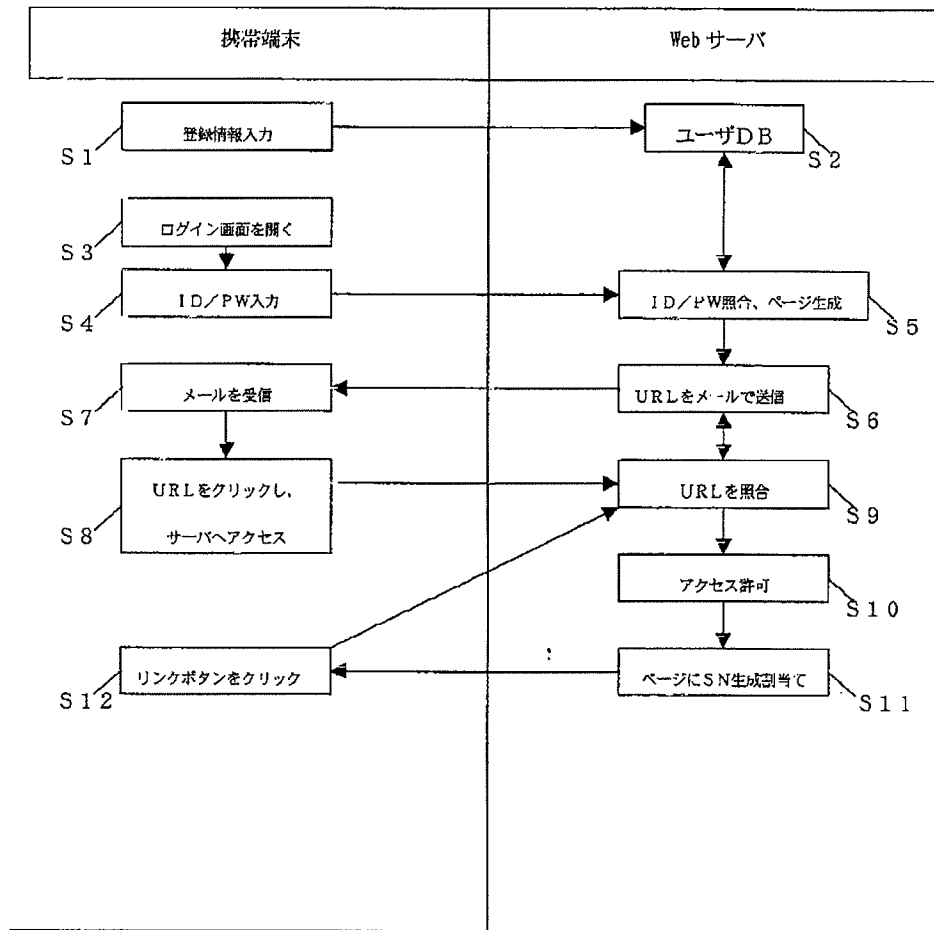 携帯端末
Web サーバ
登録情報入力
S1
ユーザDB
S2
ログイン画面を開く
S3
ID/PW入力
S4
ID/PW照合、ページ生成
S5
メールを受信
S7
URLをメールで送信
S6
URLをクリックし、
サーバへアクセス
S8
URLを照合
S9
アクセス許可
S10
リンクボタンをクリック
S12
ページにSN生成割当て
S11